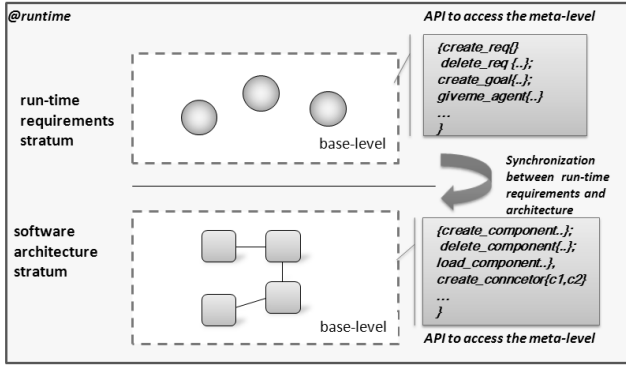 @runtime
API to access the meta-level
{create_req{}
delete_req {..};
create_goal{..};
giveme_agent{..}
...
}
run-time
requirements
stratum
base-level
Synchronization
between run-time
requirements and
architecture
software
architecture
stratum
{create_component..};
delete_component{..};
load_component..},
create_conncetor{c1,c2}
...
}
base-level
API to access the meta-level